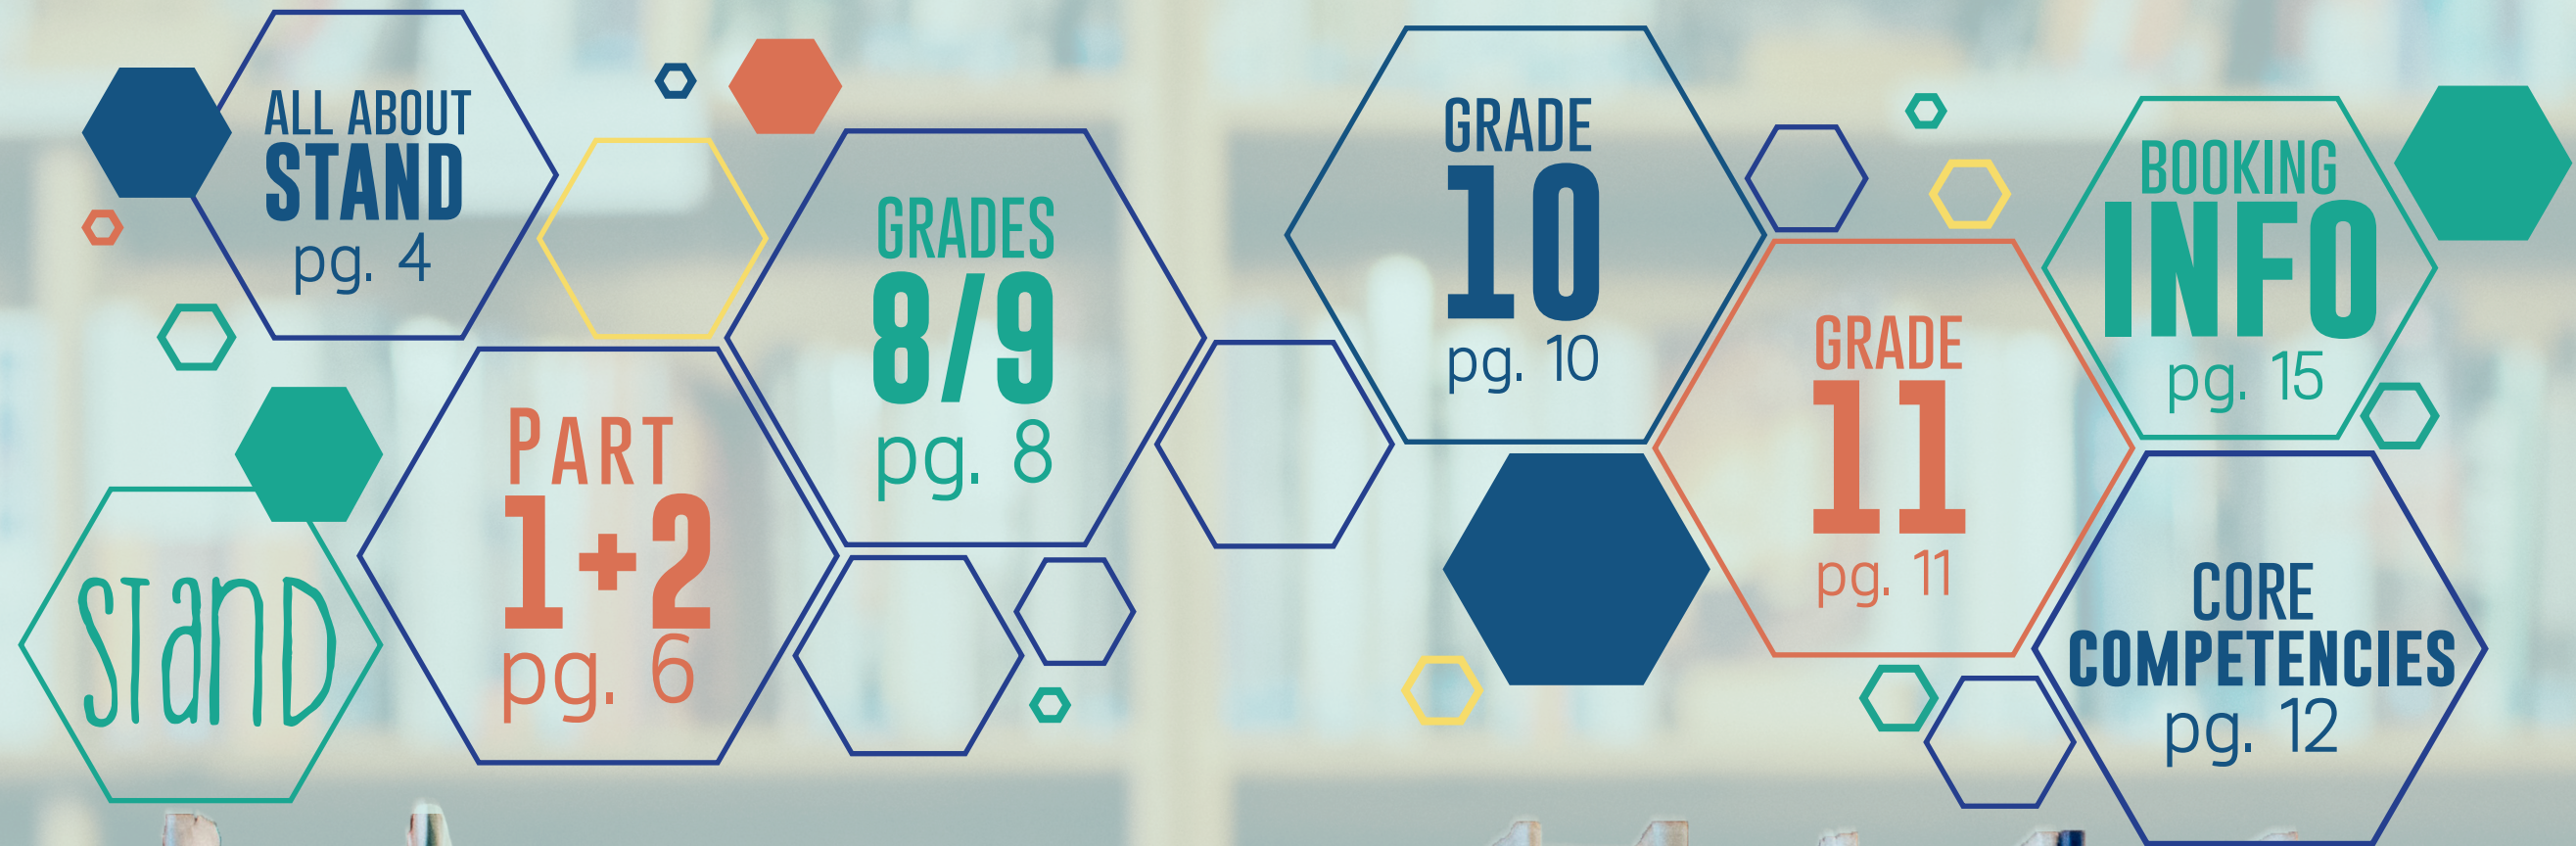 ALL ABOUT
STAND
pg. 4
STanD
PART
1+2
pg. 6
GRADES
8/9
pg. 8
GRADE
10
pg. 10
GRADE
11
pg. 11
BOOKING
INFO
pg. 15
CORE
COMPETENCIES
pg. 12